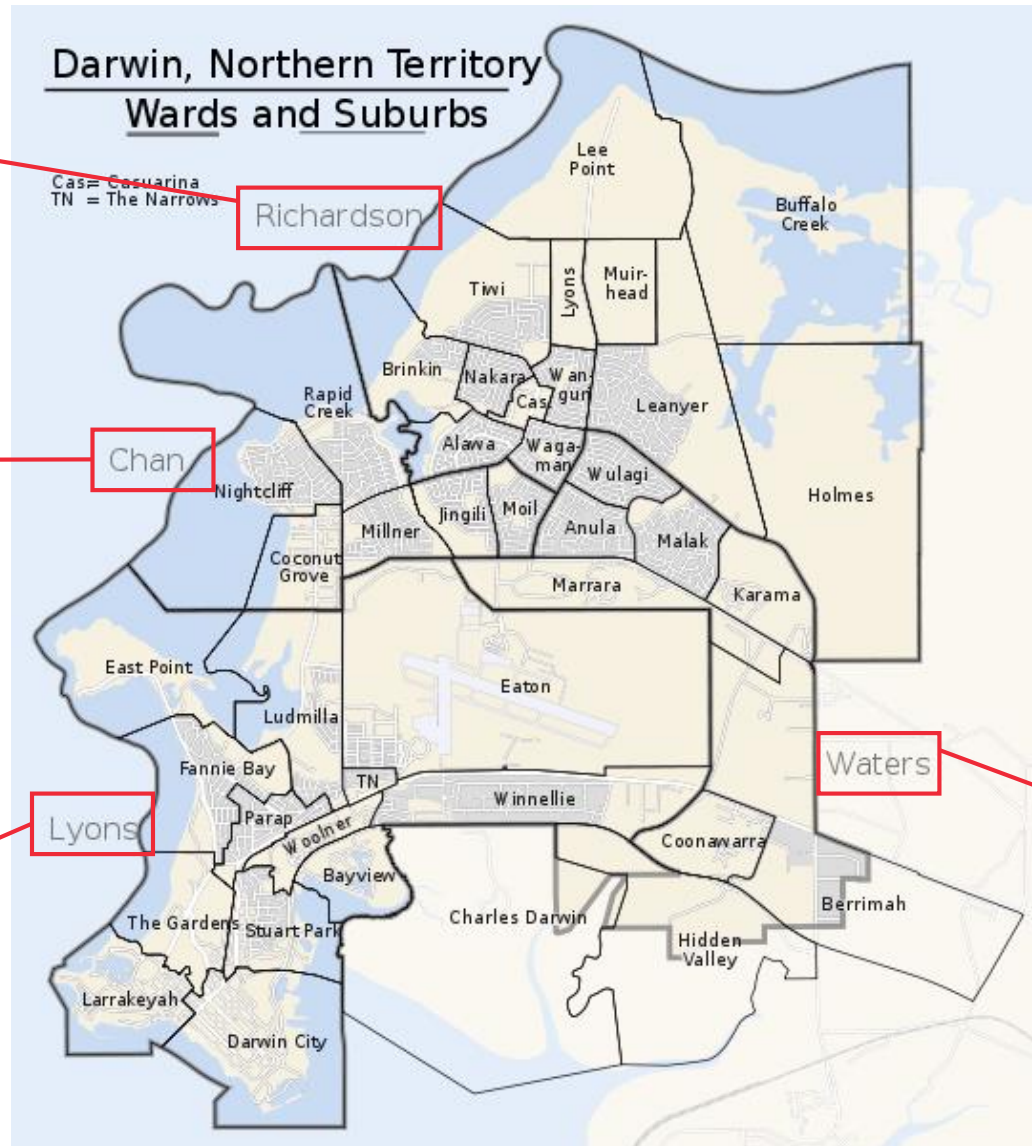 Darwin, Northern Territory
Wards and Suburbs
Cas= Casuarina
TN = The Narrows
Richardson
Lee
Point
Buffalo
Creek
Tiwi
Lyons
Muir-
head
Brinkin
Nakara
Wan-
guri
Cas
Rapid
Creek
Leanyer
Alawa
Waga-
man
Wulagi
Chan
Nightcliff
Holmes
Millner
Jingili
Moil
Anula
Malak
Coconut
Grove
Marrara
Karama
East Point
Eaton
Ludmilla
Fannie Bay
TN
Waters
Winnellie
Parap
Lyons
Woolner
Coonawarra
Bayview
Berrimah
Charles Darwin
The Gardens
Stuart Park
Hidden
Valley
Larrakeyah
Darwin City